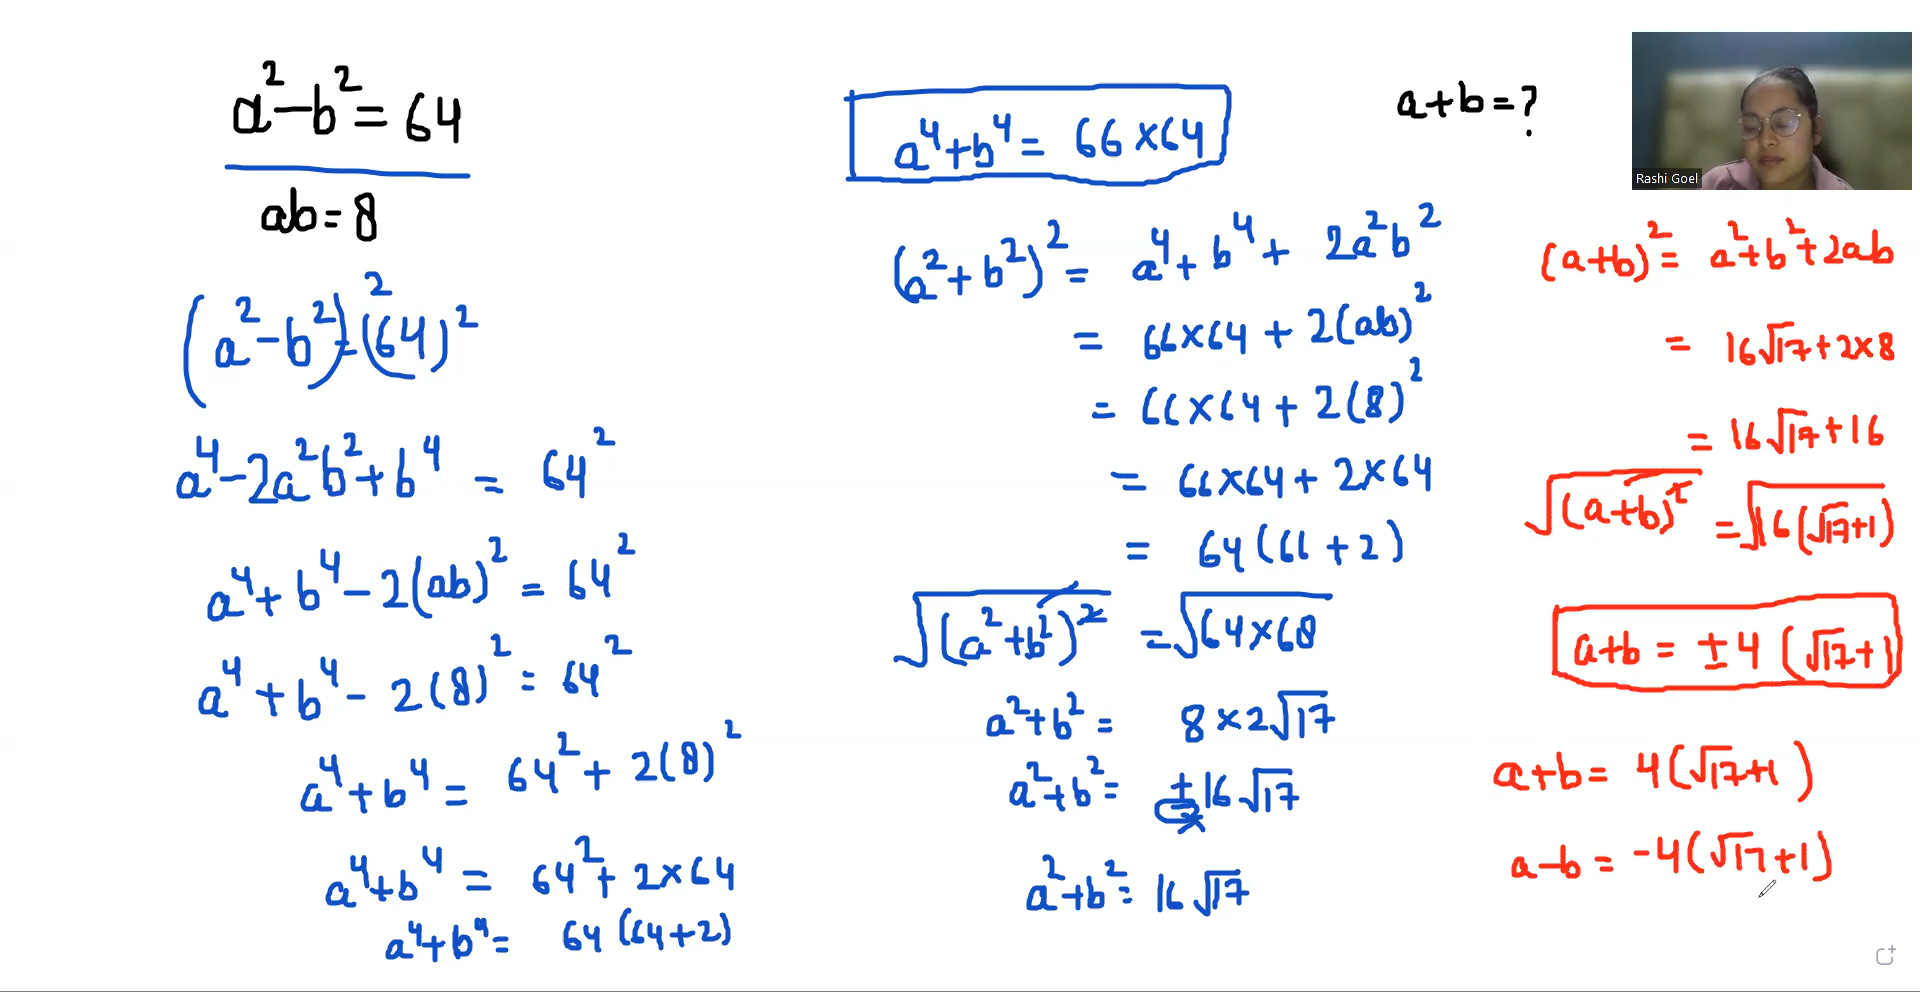 a² – b² = 64
ab = 8
(a² – b²)² = (64)²
a⁴ – 2a²b² + b⁴ = 64²
a⁴ + b⁴ – 2(ab)² = 64²
a⁴ + b⁴ – 2(8)² = 64²
a⁴ + b⁴ = 64² + 2(8)²
a⁴ + b⁴ = 64² + 2×64
a⁴ + b⁴ = 64(64+2)
a⁴ + b⁴ = 66×64
(a² + b²)² = a⁴ + b⁴ + 2a²b²
= 66×64 + 2(ab)²
= 66×64 + 2(8)²
= 66×64 + 2×64
= 64(66+2)
√(a² + b²)² = √64×68
a² + b² = 8×2√17
a² + b² = ±16√17
×
a² + b² = 16√17
a+b = ?
Rashi Goel
(a+b)² = a² + b² + 2ab
= 16√17 + 2×8
= 16√17 + 16
√(a+b)² = √16(√17+1)
a+b = ±4(√17+1
a+b = 4(√17+1)
a–b = -4(√17+1)